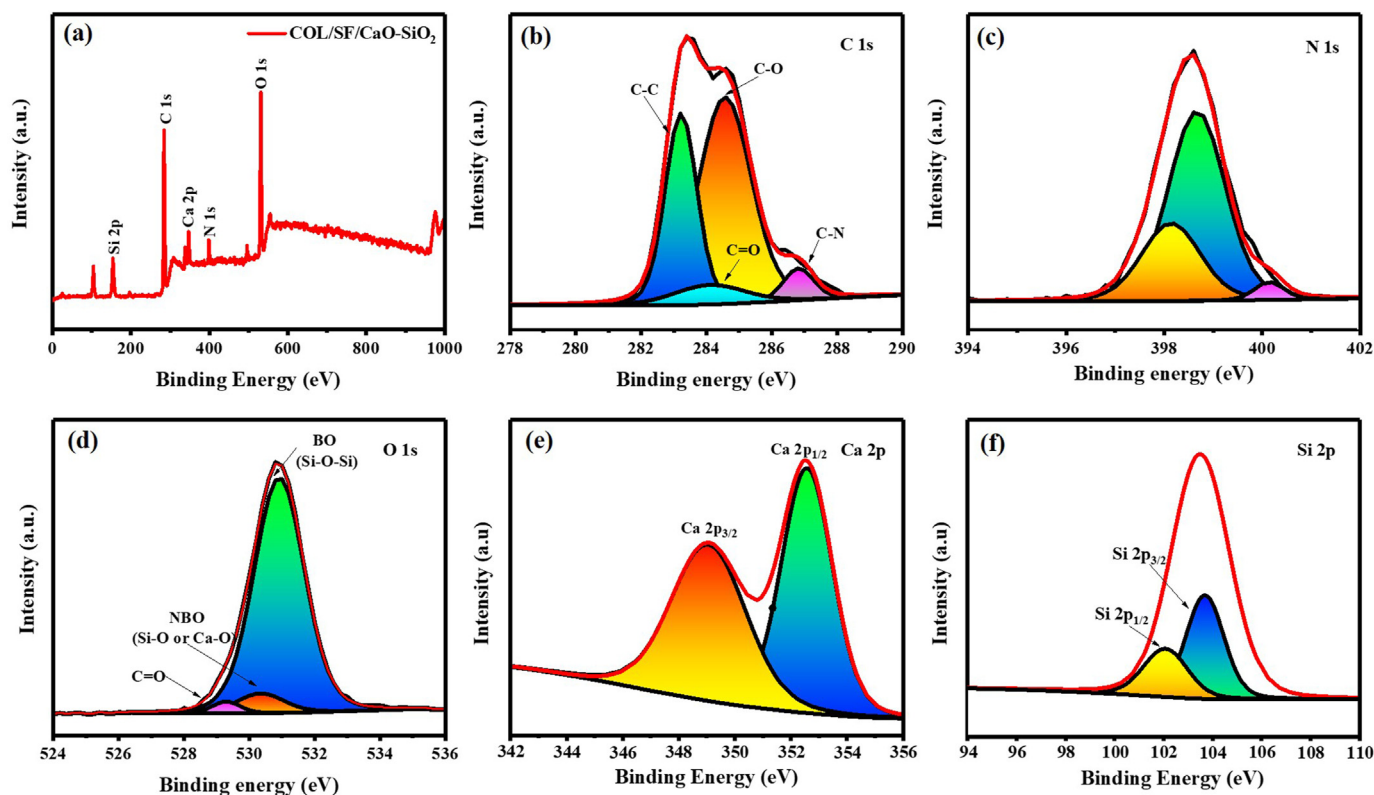 (a)
COL/SF/CaO-SiO₂
Si 2p
C 1s
Ca 2p
N 1s
O 1s
Intensity (a.u.)
0 200 400 600 800 1000
Binding Energy (eV)
(b)
C 1s
C-C
C-O
C=O
C-N
Intensity (a.u.)
278 280 282 284 286 288 290
Binding energy (eV)
(c)
N 1s
Intensity (a.u.)
394 396 398 400 402
Binding energy (eV)
(d)
O 1s
BO
(Si-O-Si)
NBO
(Si-O or Ca-O)
C=O
Intensity (a.u.)
524 526 528 530 532 534 536
Binding energy (eV)
(e)
Ca 2p₁/₂
Ca 2p
Ca 2p₃/₂
Intensity (a.u)
342 345 347 350 353 356
Binding Energy (eV)
(f)
Si 2p
Si 2p₃/₂
Si 2p₁/₂
Intensity (a.u)
94 96 98 100 102 104 106 108 110
Binding Energy (eV)